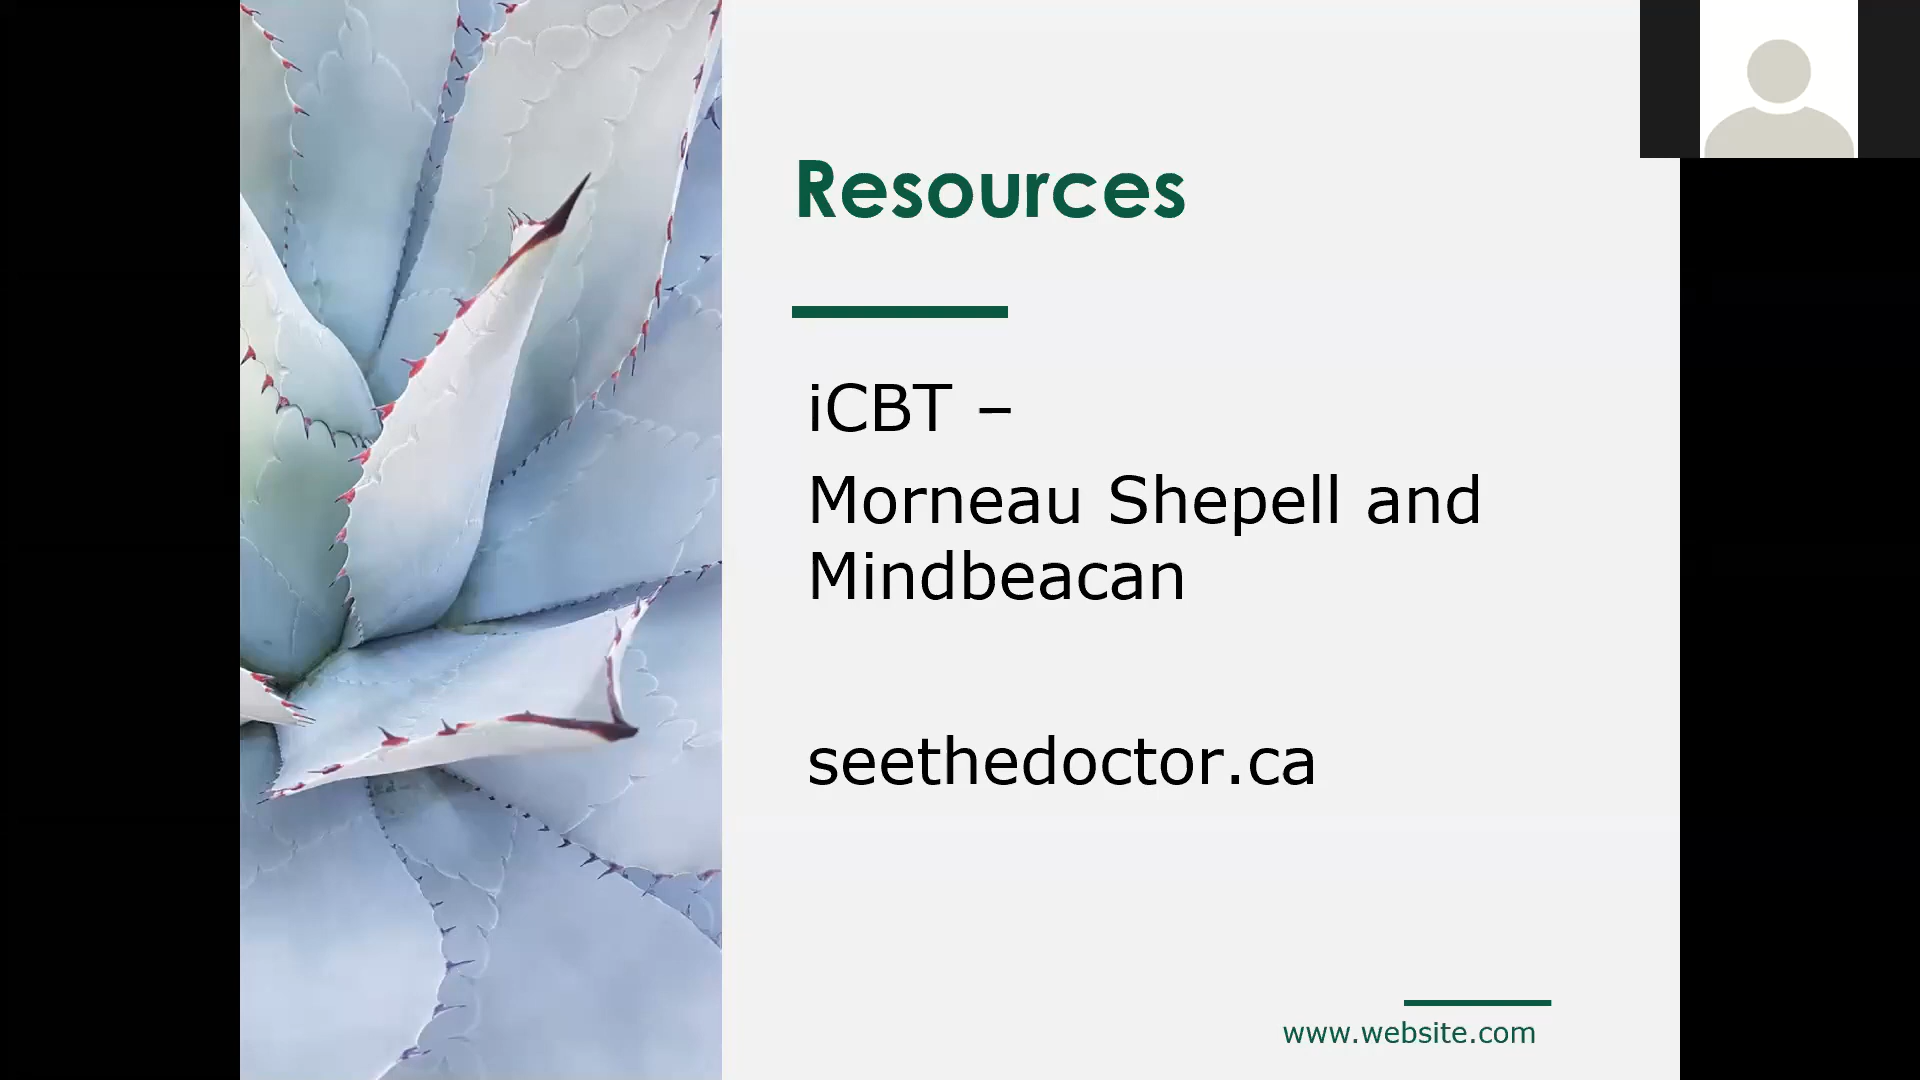 Resources
iCBT –
Morneau Shepell and
Mindbeacan
seethedoctor.ca
www.website.com